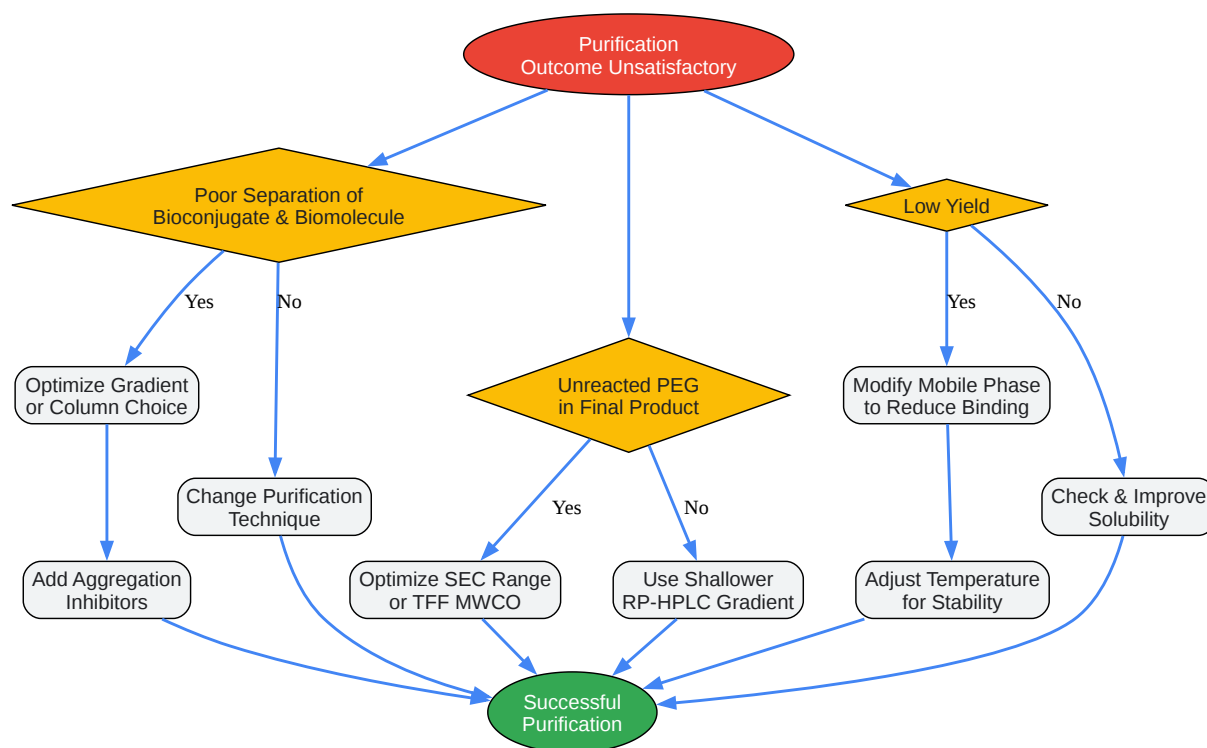 Purification
Outcome Unsatisfactory
Poor Separation of
Bioconjugate & Biomolecule
Low Yield
Yes
No
Yes
No
Optimize Gradient
or Column Choice
Unreacted PEG
in Final Product
Modify Mobile Phase
to Reduce Binding
Change Purification
Technique
Yes
No
Check & Improve
Solubility
Add Aggregation
Inhibitors
Optimize SEC Range
or TFF MWCO
Use Shallower
RP-HPLC Gradient
Adjust Temperature
for Stability
Successful
Purification